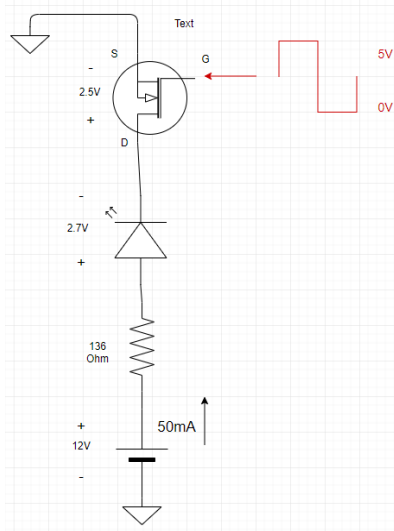 Text
S
G
-
5V
2.5V
0V
+
D
-
2.7V
+
136
Ohm
+
50mA
12V
-